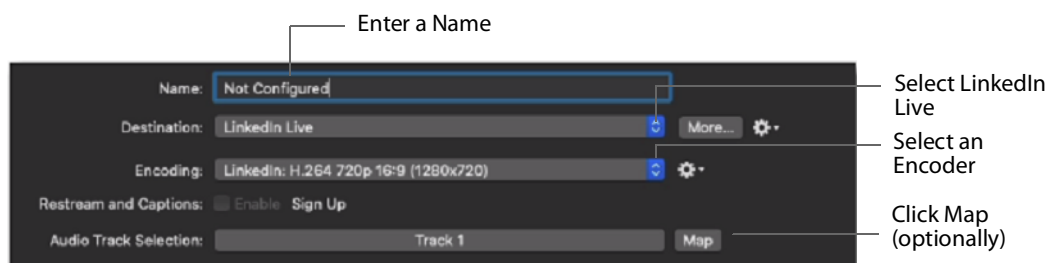 Enter a Name
Name: Not Configured
Select LinkedIn
Live
Destination: LinkedIn Live More...
Select an
Encoder
Encoding: LinkedIn: H.264 720p 16:9 (1280x720)
Restream and Captions: Enable Sign Up
Click Map
(optionally)
Audio Track Selection: Track 1 Map